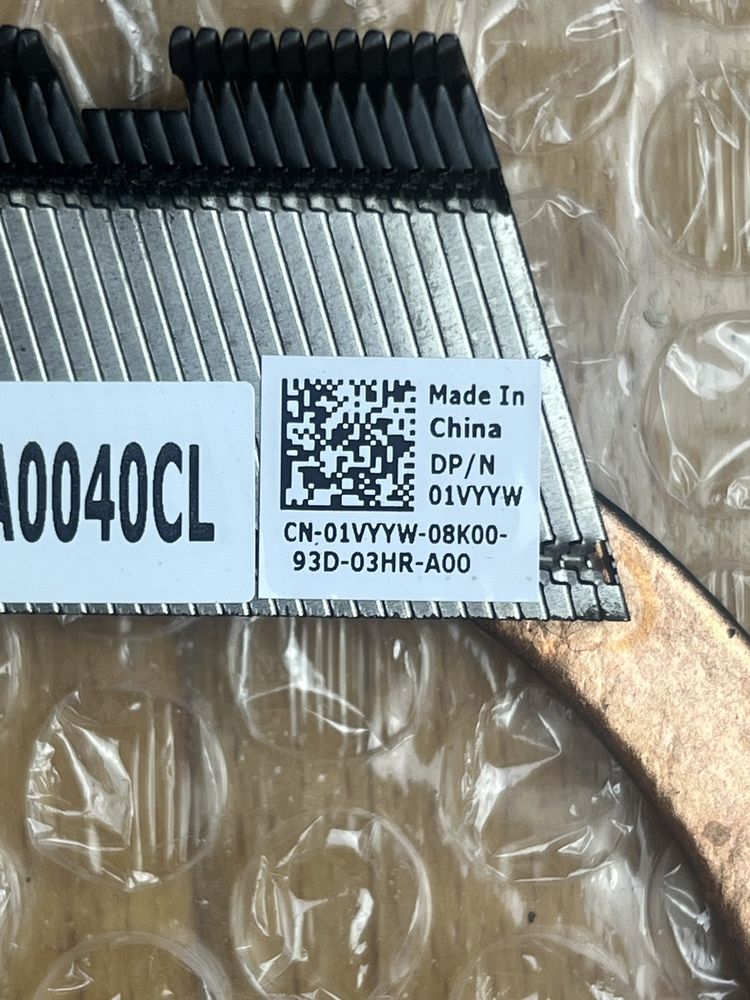 A0040CL
Made In
China
DP/N
01VYYW
CN-01VYYW-08K00-
93D-03HR-A00